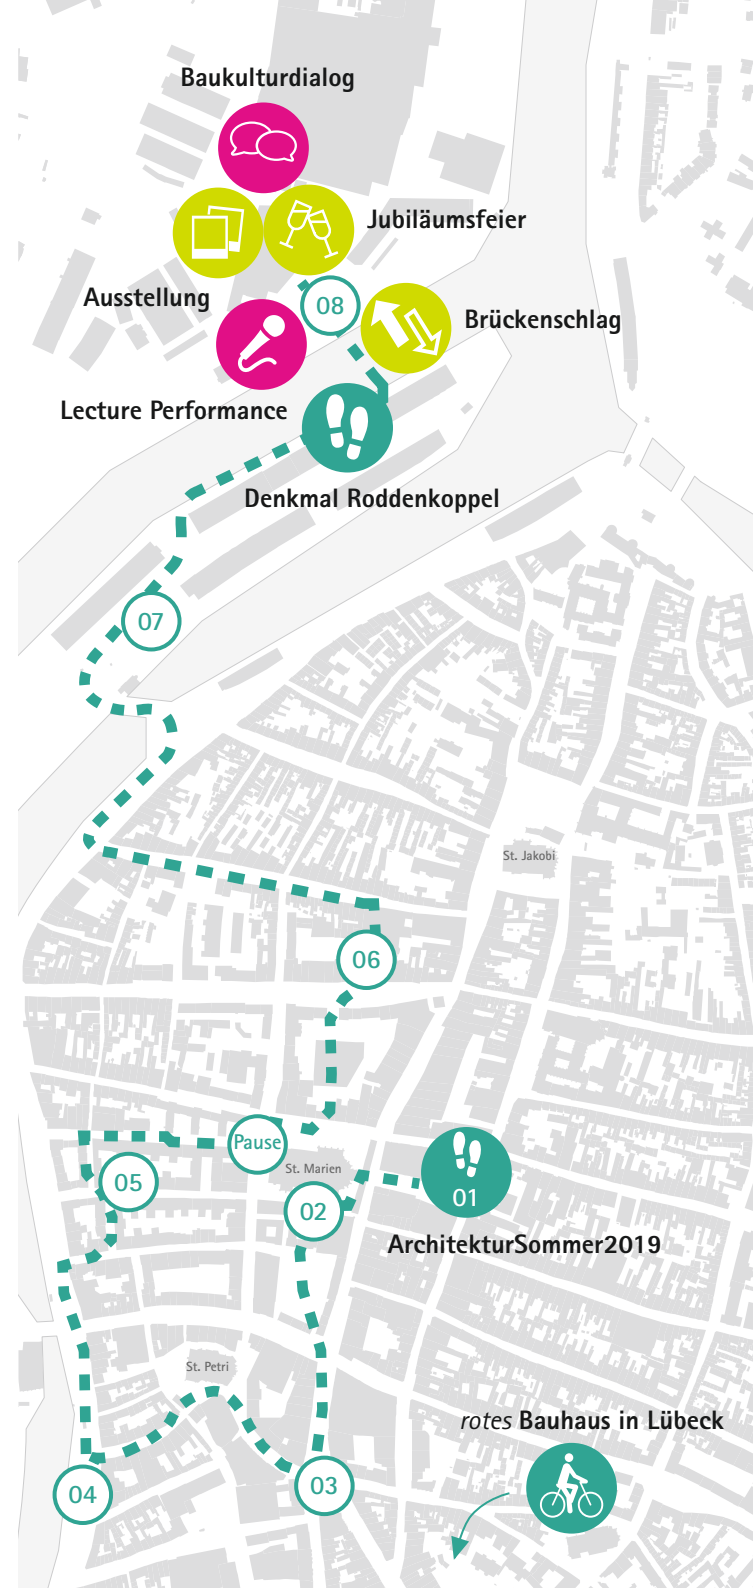 Baukulturdialog
Jubiläumsfeier
Ausstellung
08
Brückenschlag
Lecture Performance
Denkmal Roddenkoppel
07
St. Jakobi
06
Pause
St. Marien
05
01
02
ArchitekturSommer2019
St. Petri
rotes Bauhaus in Lübeck
04
03